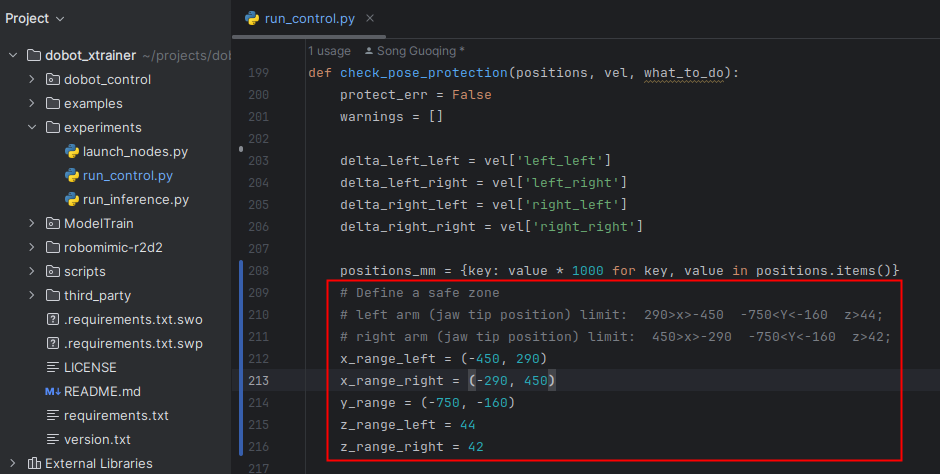 Project
run_control.py
dobot_xtrainer ~/projects/dob
dobot_control
examples
experiments
launch_nodes.py
run_control.py
run_inference.py
ModelTrain
robomimic-r2d2
scripts
third_party
.requirements.txt.swo
.requirements.txt.swp
LICENSE
README.md
requirements.txt
version.txt
External Libraries
1 usage Song Guoqing *
199 def check_pose_protection(positions, vel, what_to_do):
200 protect_err = False
201 warnings = []
202
203 delta_left_left = vel['left_left']
204 delta_left_right = vel['left_right']
205 delta_right_left = vel['right_left']
206 delta_right_right = vel['right_right']
207
208 positions_mm = {key: value * 1000 for key, value in positions.items()}
209 # Define a safe zone
210 # left arm (jaw tip position) limit:  290>x>-450  -750<Y<-160  z>44;
211 # right arm (jaw tip position) limit:  450>x>-290  -750<Y<-160  z>42;
212 x_range_left = (-450, 290)
213 x_range_right = (-290, 450)
214 y_range = (-750, -160)
215 z_range_left = 44
216 z_range_right = 42
217